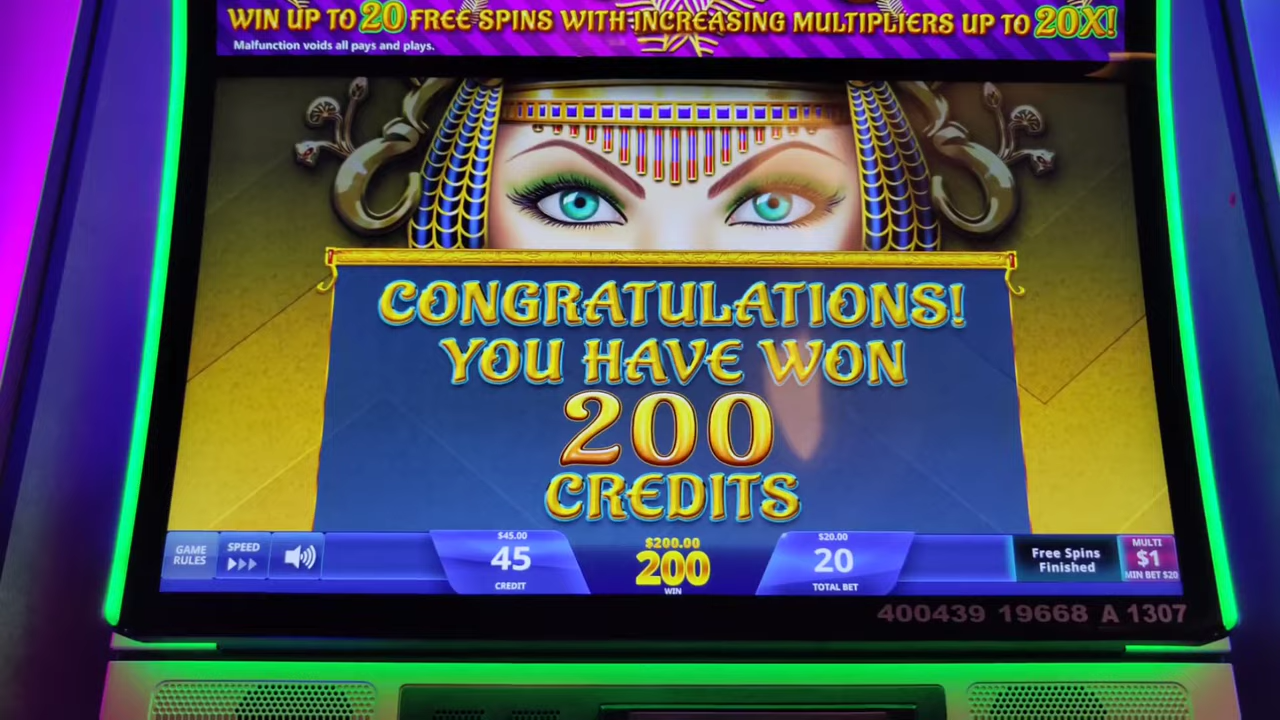 WIN UP TO 20 FREE SPINS WITH INCREASING MULTIPLIERS UP TO 20X!
Malfunction voids all pays and plays.
CONGRATULATIONS!
YOU HAVE WON
200
CREDITS
GAME
RULES
SPEED
$45.00
45
CREDIT
$200.00
200
WIN
$20.00
20
TOTAL BET
Free Spins
Finished
MULTI
$1
MIN BET $20
400439 19668 A 1307